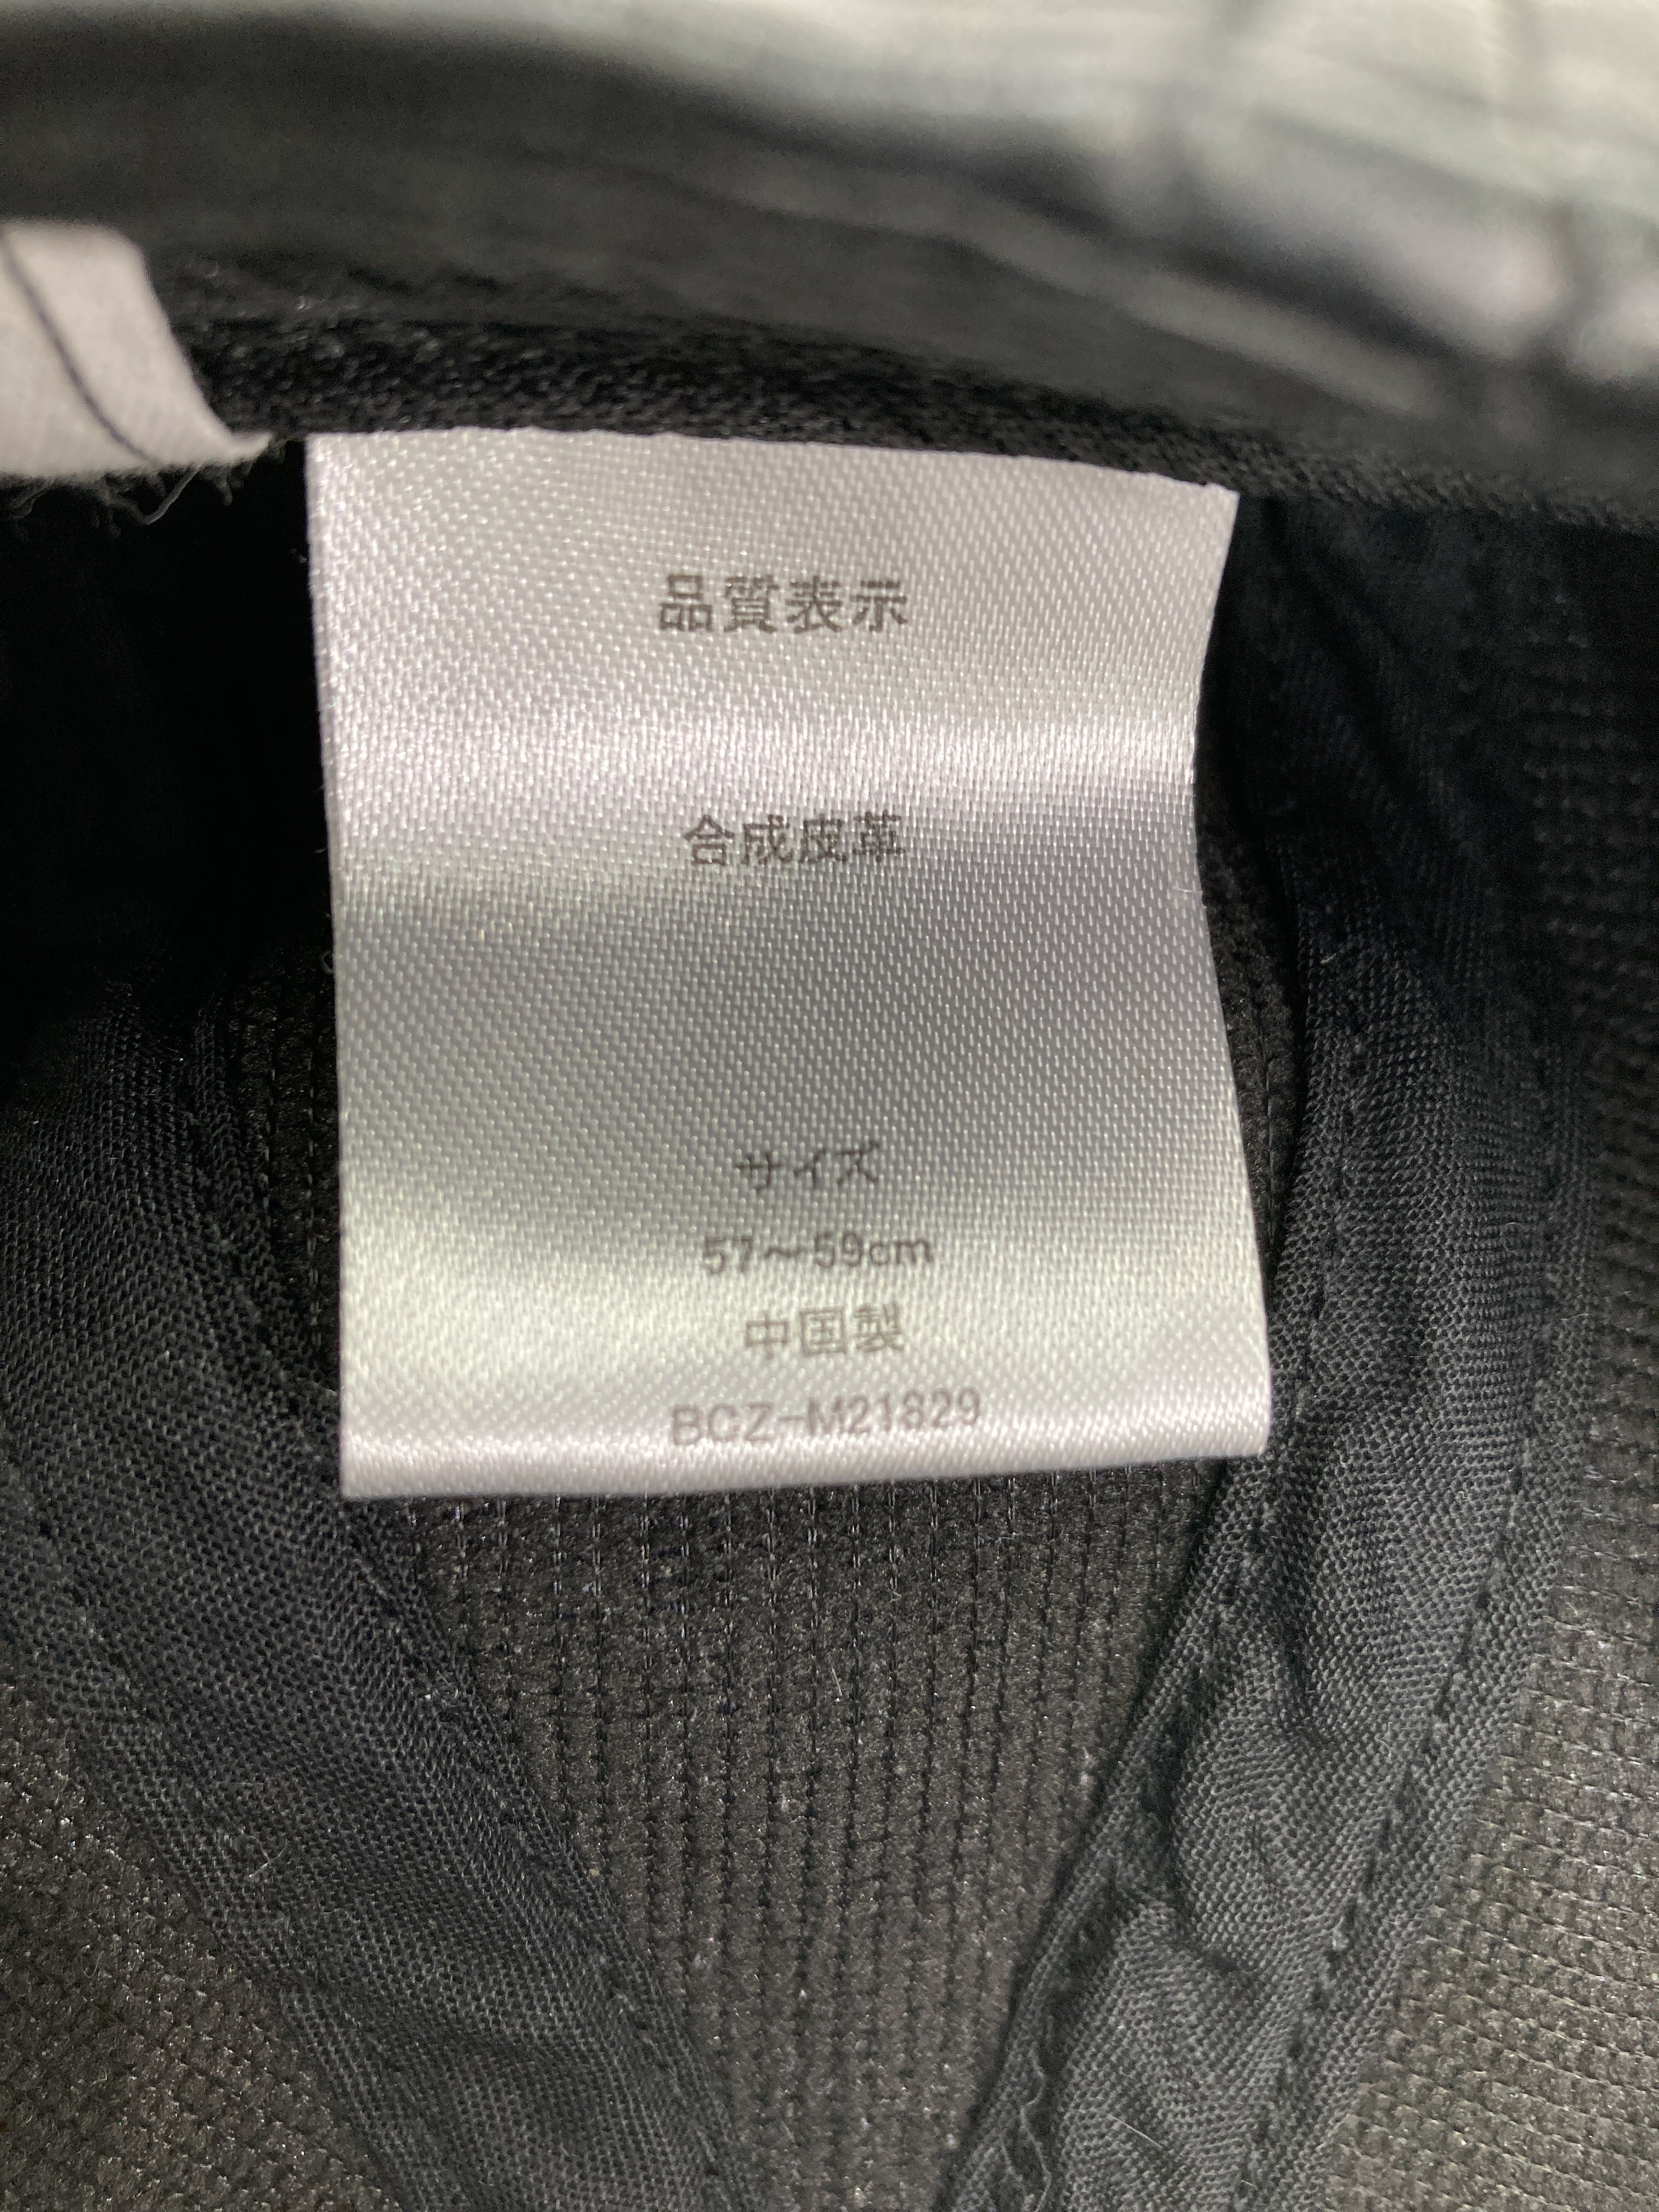 品質表示
合成皮革
サイズ
57〜59cm
中国製
BCZ-M21829